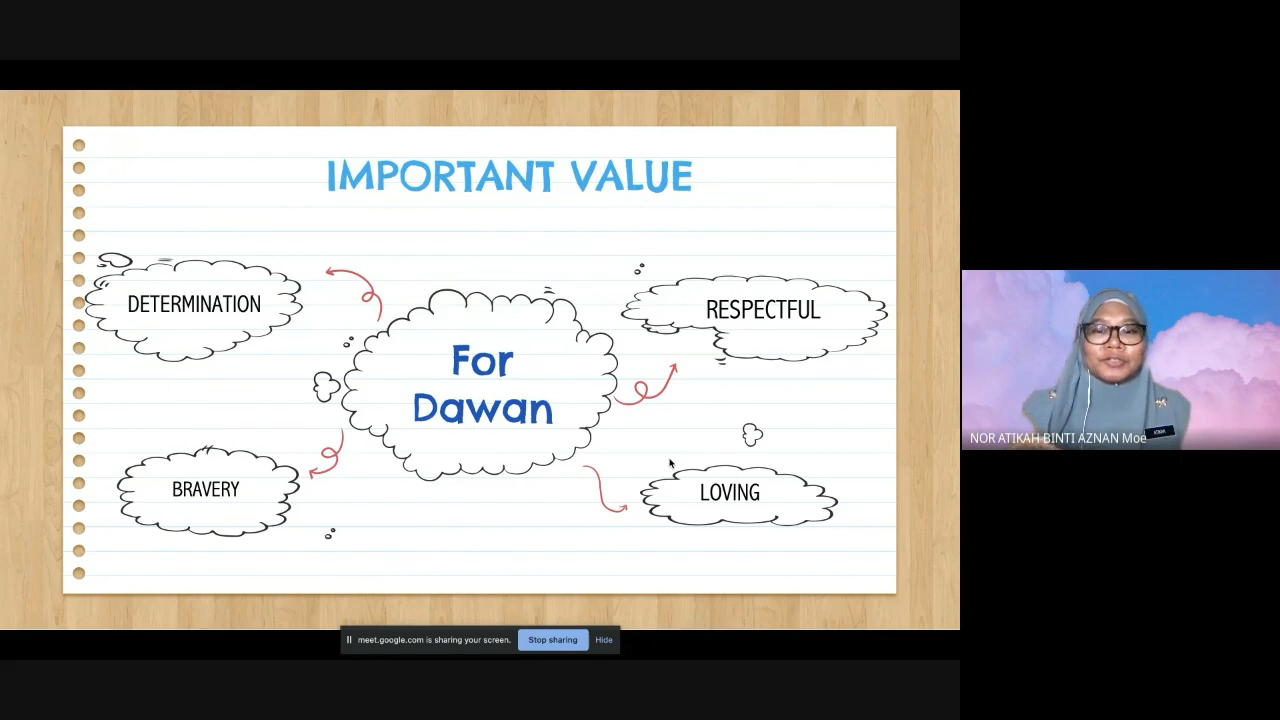 IMPORTANT VALUE
DETERMINATION
RESPECTFUL
For
Dawan
BRAVERY
LOVING
NOR ATIKAH BINTI AZNAN Moe
meet.google.com is sharing your screen.
Stop sharing
Hide